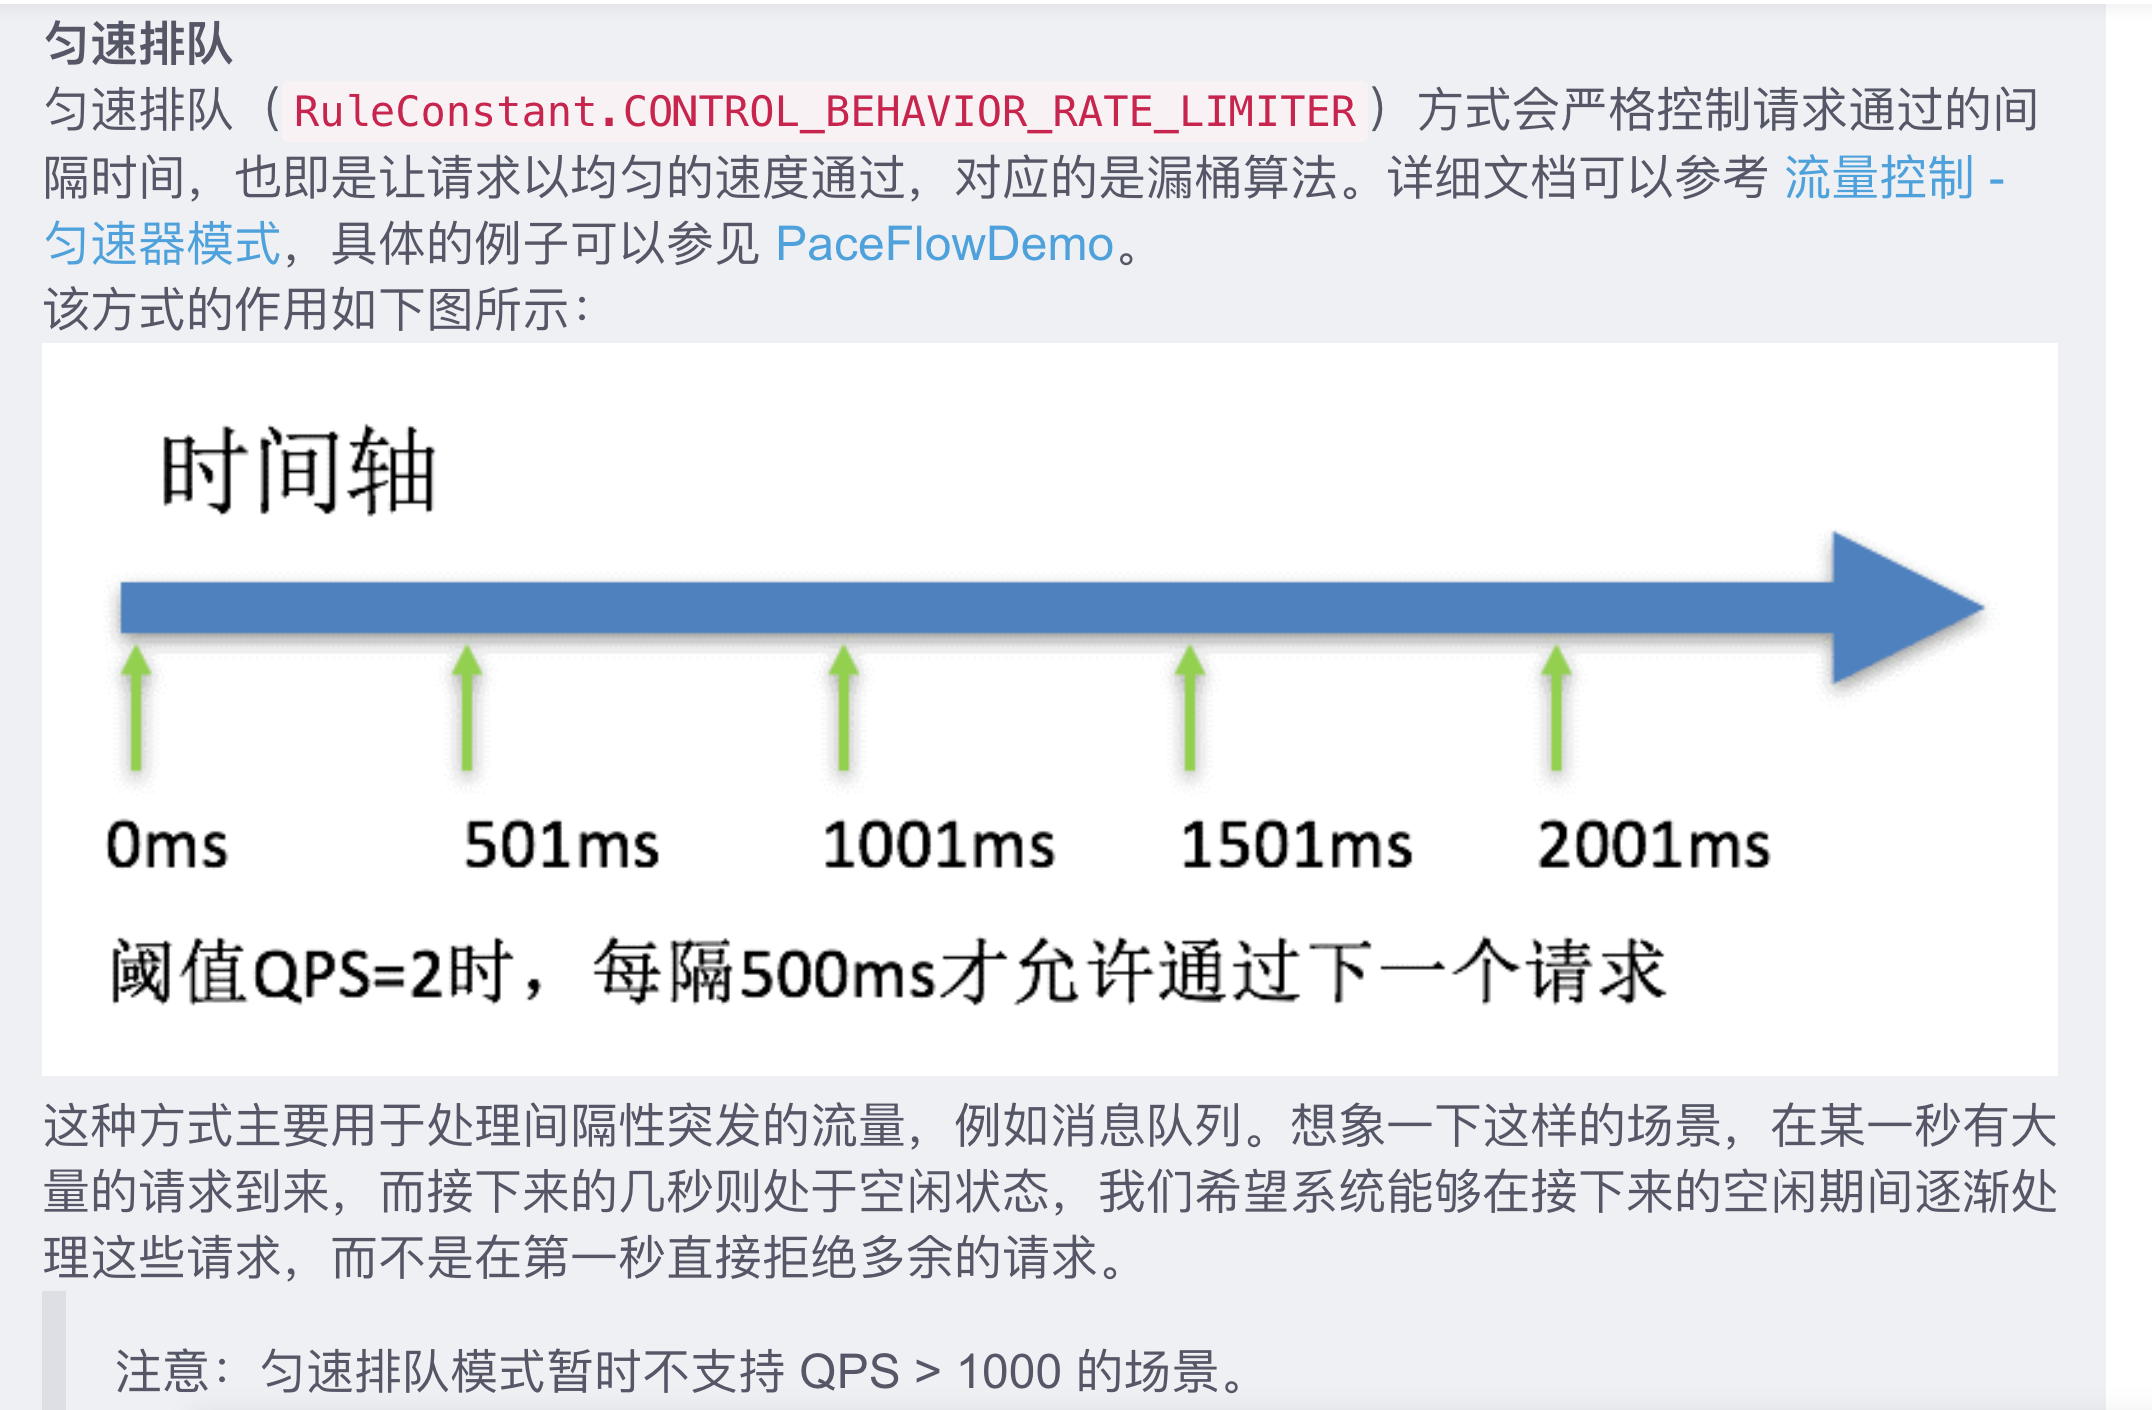 匀速排队
匀速排队（RuleConstant.CONTROL_BEHAVIOR_RATE_LIMITER）方式会严格控制请求通过的间
隔时间，也即是让请求以均匀的速度通过，对应的是漏桶算法。详细文档可以参考 流量控制 -
匀速器模式，具体的例子可以参见 PaceFlowDemo。
该方式的作用如下图所示：
时间轴
0ms 501ms 1001ms 1501ms 2001ms
阈值QPS=2时，每隔500ms才允许通过下一个请求
这种方式主要用于处理间隔性突发的流量，例如消息队列。想象一下这样的场景，在某一秒有大
量的请求到来，而接下来的几秒则处于空闲状态，我们希望系统能够在接下来的空闲期间逐渐处
理这些请求，而不是在第一秒直接拒绝多余的请求。
注意：匀速排队模式暂时不支持 QPS > 1000 的场景。